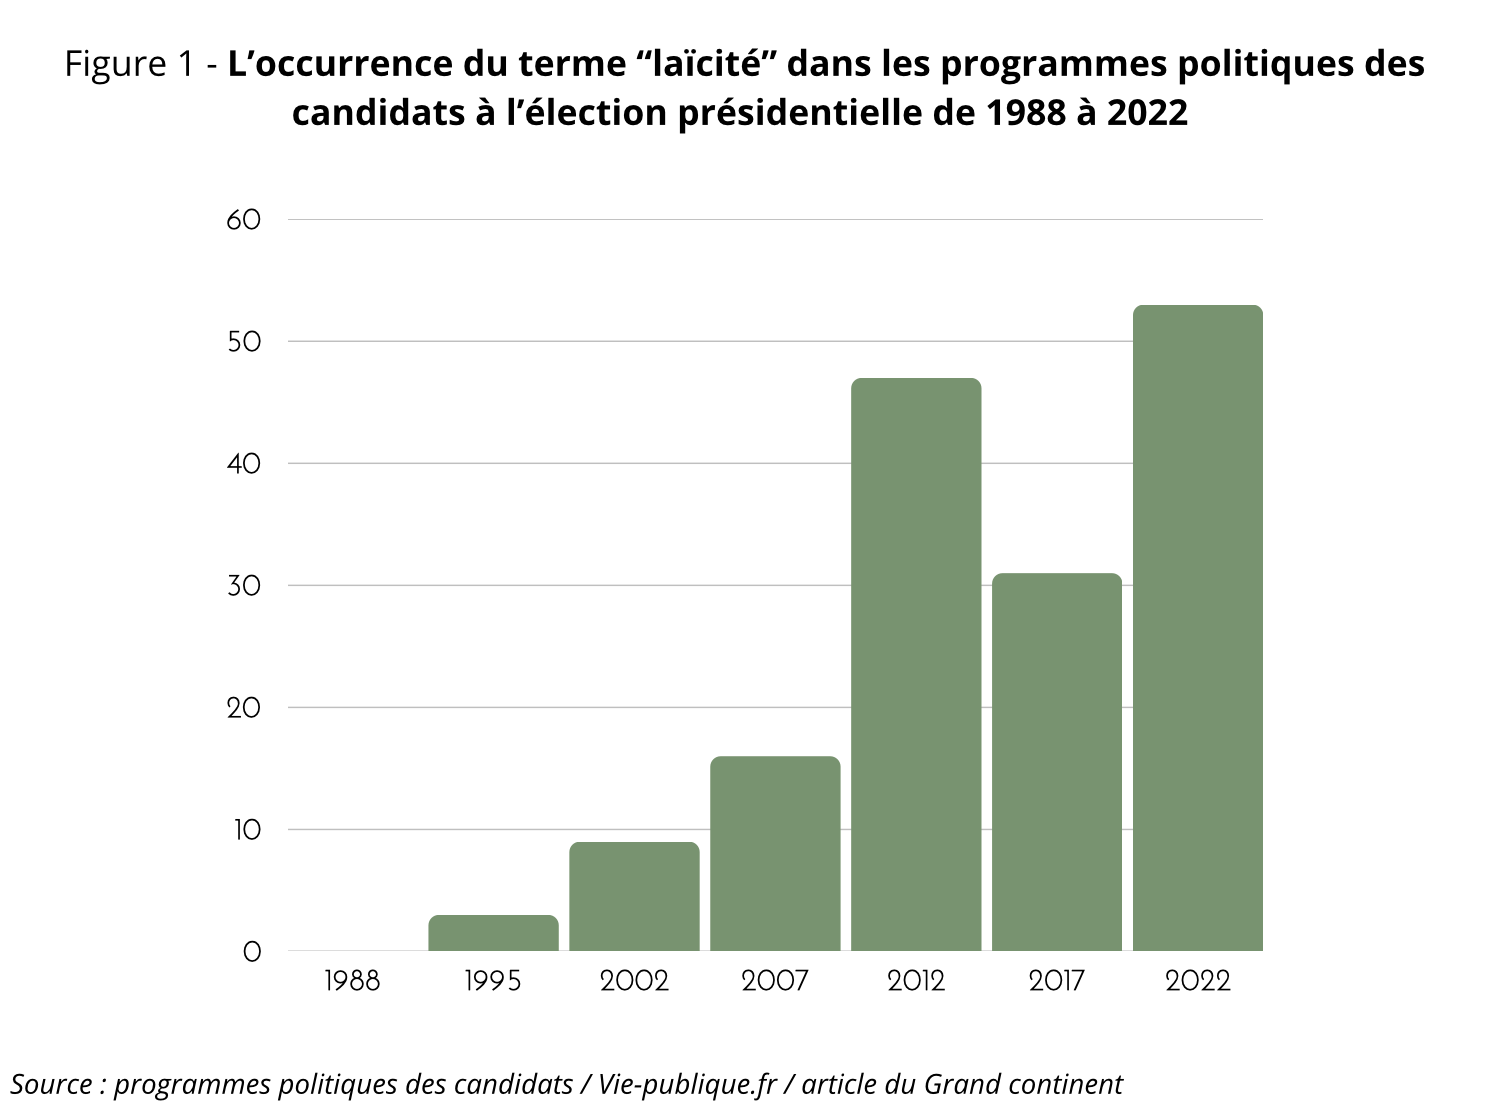 Figure 1 - L’occurrence du terme “laïcité” dans les programmes politiques des
candidats à l’élection présidentielle de 1988 à 2022
60
50
40
30
20
10
0
1988 1995 2002 2007 2012 2017 2022
Source : programmes politiques des candidats / Vie-publique.fr / article du Grand continent